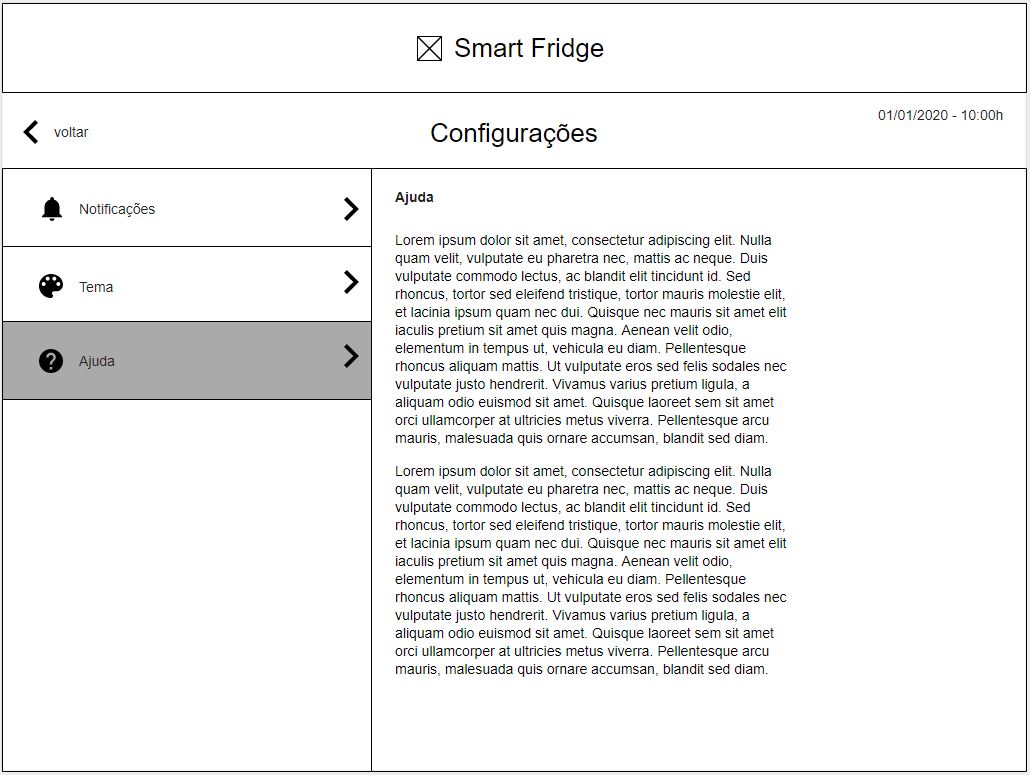 Smart Fridge
voltar
Configurações
01/01/2020 - 10:00h
Notificações
Tema
Ajuda
Ajuda
Lorem ipsum dolor sit amet, consectetur adipiscing elit. Nulla
quam velit, vulputate eu pharetra nec, mattis ac neque. Duis
vulputate commodo lectus, ac blandit elit tincidunt id. Sed
rhoncus, tortor sed eleifend tristique, tortor mauris molestie elit,
et lacinia ipsum quam nec dui. Quisque nec mauris sit amet elit
iaculis pretium sit amet quis magna. Aenean velit odio,
elementum in tempus ut, vehicula eu diam. Pellentesque
rhoncus aliquam mattis. Ut vulputate eros sed felis sodales nec
vulputate justo hendrerit. Vivamus varius pretium ligula, a
aliquam odio euismod sit amet. Quisque laoreet sem sit amet
orci ullamcorper at ultricies metus viverra. Pellentesque arcu
mauris, malesuada quis ornare accumsan, blandit sed diam.
Lorem ipsum dolor sit amet, consectetur adipiscing elit. Nulla
quam velit, vulputate eu pharetra nec, mattis ac neque. Duis
vulputate commodo lectus, ac blandit elit tincidunt id. Sed
rhoncus, tortor sed eleifend tristique, tortor mauris molestie elit,
et lacinia ipsum quam nec dui. Quisque nec mauris sit amet elit
iaculis pretium sit amet quis magna. Aenean velit odio,
elementum in tempus ut, vehicula eu diam. Pellentesque
rhoncus aliquam mattis. Ut vulputate eros sed felis sodales nec
vulputate justo hendrerit. Vivamus varius pretium ligula, a
aliquam odio euismod sit amet. Quisque laoreet sem sit amet
orci ullamcorper at ultricies metus viverra. Pellentesque arcu
mauris, malesuada quis ornare accumsan, blandit sed diam.